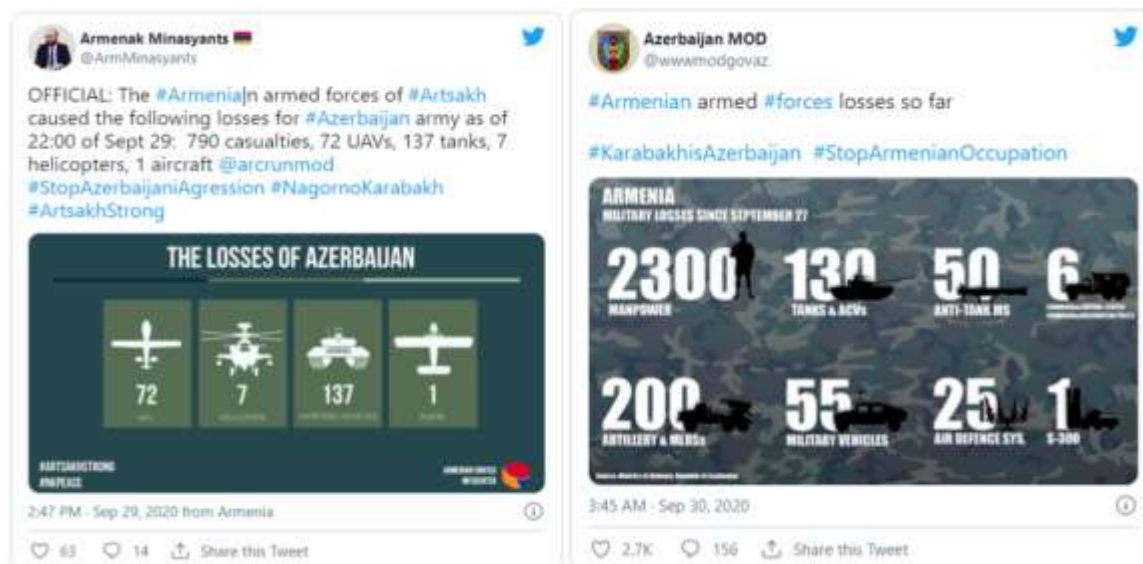 Armenak Minasyants
@ArmMinasyants
OFFICIAL: The #Armenia|n armed forces of #Artsakh
caused the following losses for #Azerbaijan army as of
22:00 of Sept 29: 790 casualties, 72 UAVs, 137 tanks, 7
helicopters, 1 aircraft @arcrunmod
#StopAzerbaijaniAgression #NagornoKarabakh
#ArtsakhStrong
THE LOSSES OF AZERBAIJAN
72
7
137
1
#ARTSAKHSTRONG
#NKPEACE
2:47 PM · Sep 29, 2020 from Armenia
63
14
Share this Tweet
Azerbaijan MOD
@wwwmodgovaz
#Armenian armed #forces losses so far
#KarabakhisAzerbaijan #StopArmenianOccupation
ARMENIA
MILITARY LOSSES SINCE SEPTEMBER 27
2300
MANPOWER
130
TANKS & ACVs
50
ANTI-TANK MS
6
200
ARTILLERY & MLRSs
55
MILITARY VEHICLES
25
AIR DEFENCE SYS.
1
S-300
3:45 AM · Sep 30, 2020
2.7K
156
Share this Tweet